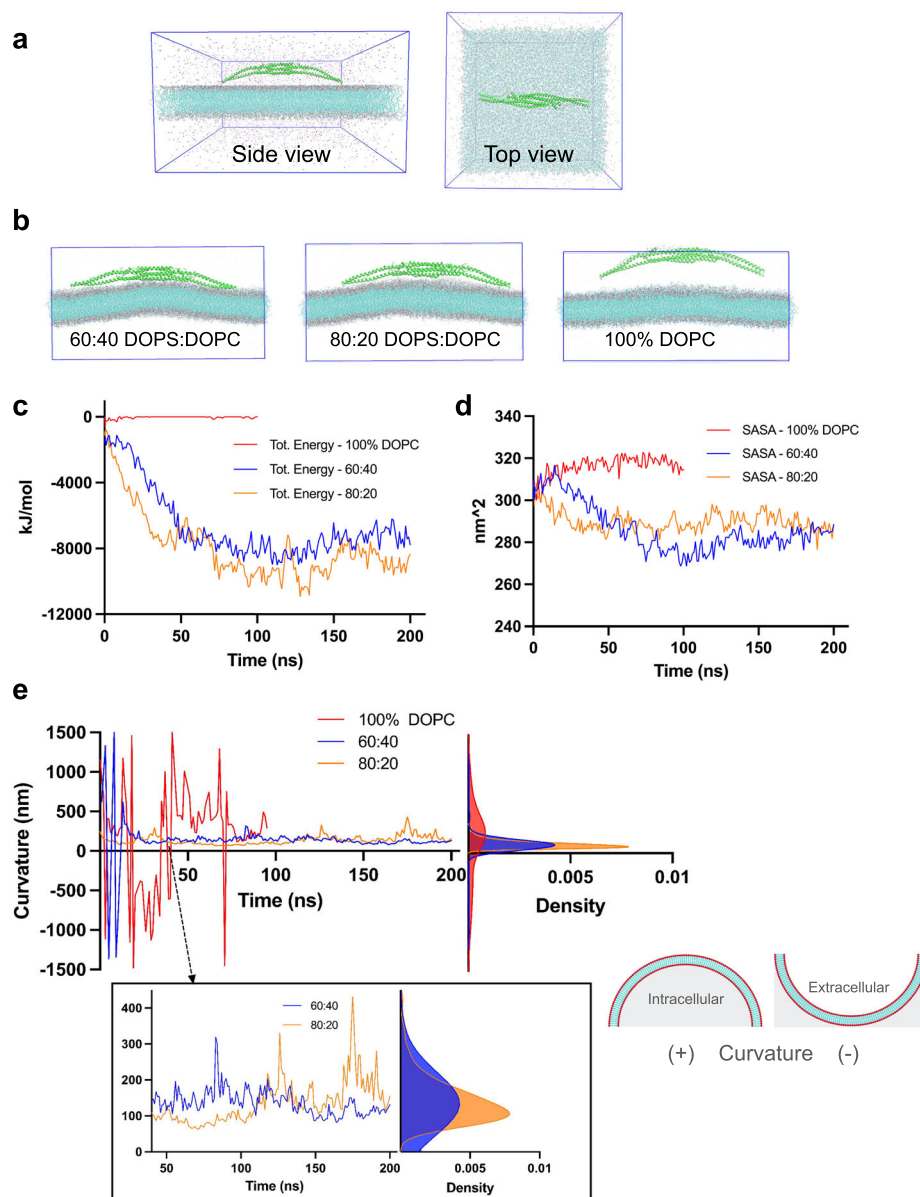 a
Side view
Top view
b
60:40 DOPS:DOPC
80:20 DOPS:DOPC
100% DOPC
c
0
-4000
-8000
-12000
kJ/mol
Tot. Energy - 100% DOPC
Tot. Energy - 60:40
Tot. Energy - 80:20
0 50 100 150 200
Time (ns)
d
340
320
300
280
260
240
nm^2
SASA - 100% DOPC
SASA - 60:40
SASA - 80:20
0 50 100 150 200
Time (ns)
e
100% DOPC
60:40
80:20
1500
1000
500
0
-500
-1000
-1500
Curvature (nm)
50 100 150 200
Time (ns)
0.005 0.01
Density
400
300
200
100
0
60:40
80:20
50 100 150 200
Time (ns)
0.005 0.01
Density
Intracellular
Extracellular
(+) Curvature (-)